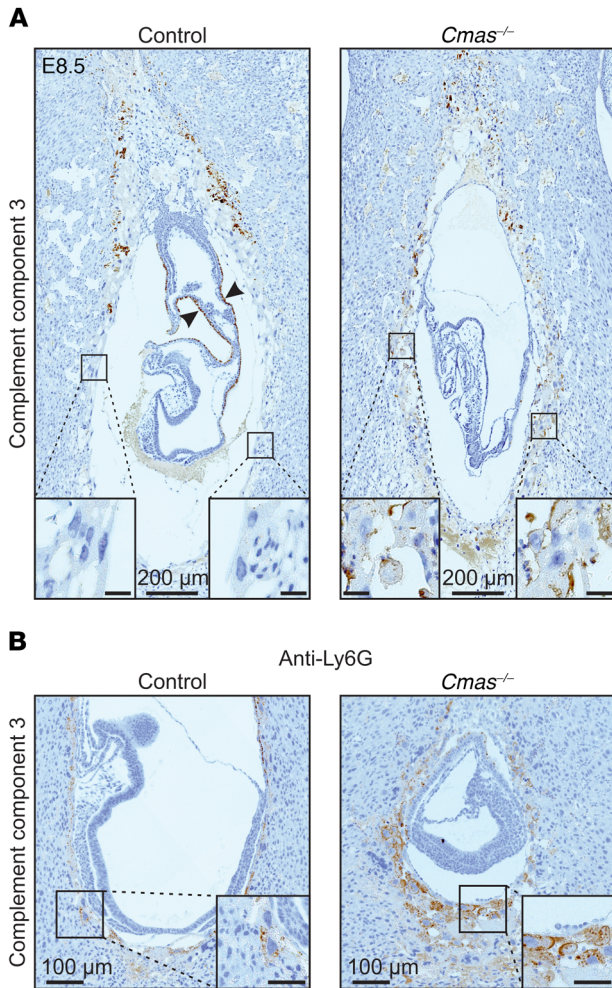 A
Control
Cmas–/–
E8.5
Complement component 3
200 µm
200 µm
B
Anti-Ly6G
Control
Cmas–/–
Complement component 3
100 µm
100 µm